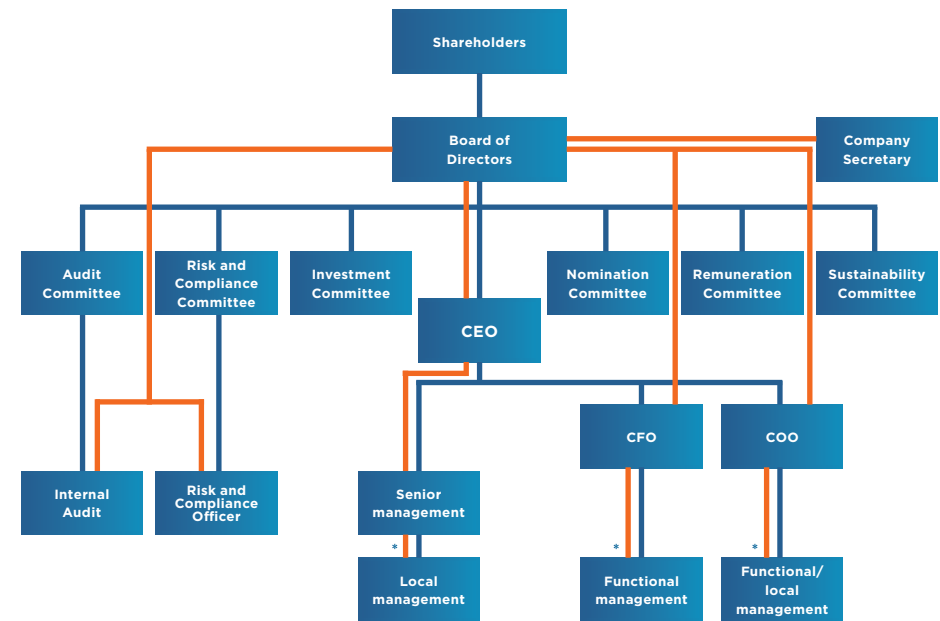 Shareholders
Board of
Directors
Company
Secretary
Audit
Committee
Risk and
Compliance
Committee
Investment
Committee
Nomination
Committee
Remuneration
Committee
Sustainability
Committee
CEO
CFO
COO
Internal
Audit
Risk and
Compliance
Officer
Senior
management
*
*
*
Local
management
Functional
management
Functional/
local
management